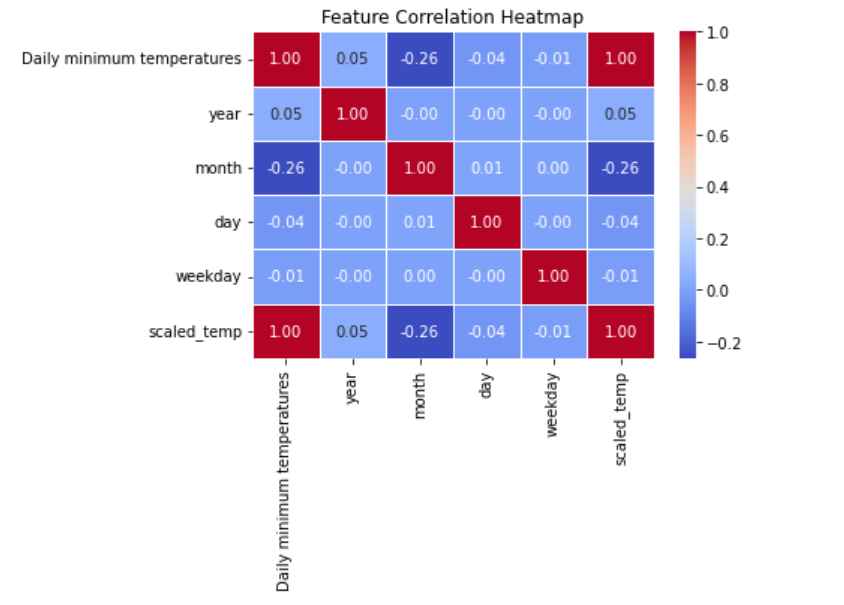 Feature Correlation Heatmap
Daily minimum temperatures 1.00 0.05 -0.26 -0.04 -0.01 1.00
year 0.05 1.00 -0.00 -0.00 -0.00 0.05
month -0.26 -0.00 1.00 0.01 0.00 -0.26
day -0.04 -0.00 0.01 1.00 -0.00 -0.04
weekday -0.01 -0.00 0.00 -0.00 1.00 -0.01
scaled_temp 1.00 0.05 -0.26 -0.04 -0.01 1.00
Daily minimum temperatures
year
month
day
weekday
scaled_temp
1.0
0.8
0.6
0.4
0.2
0.0
−0.2